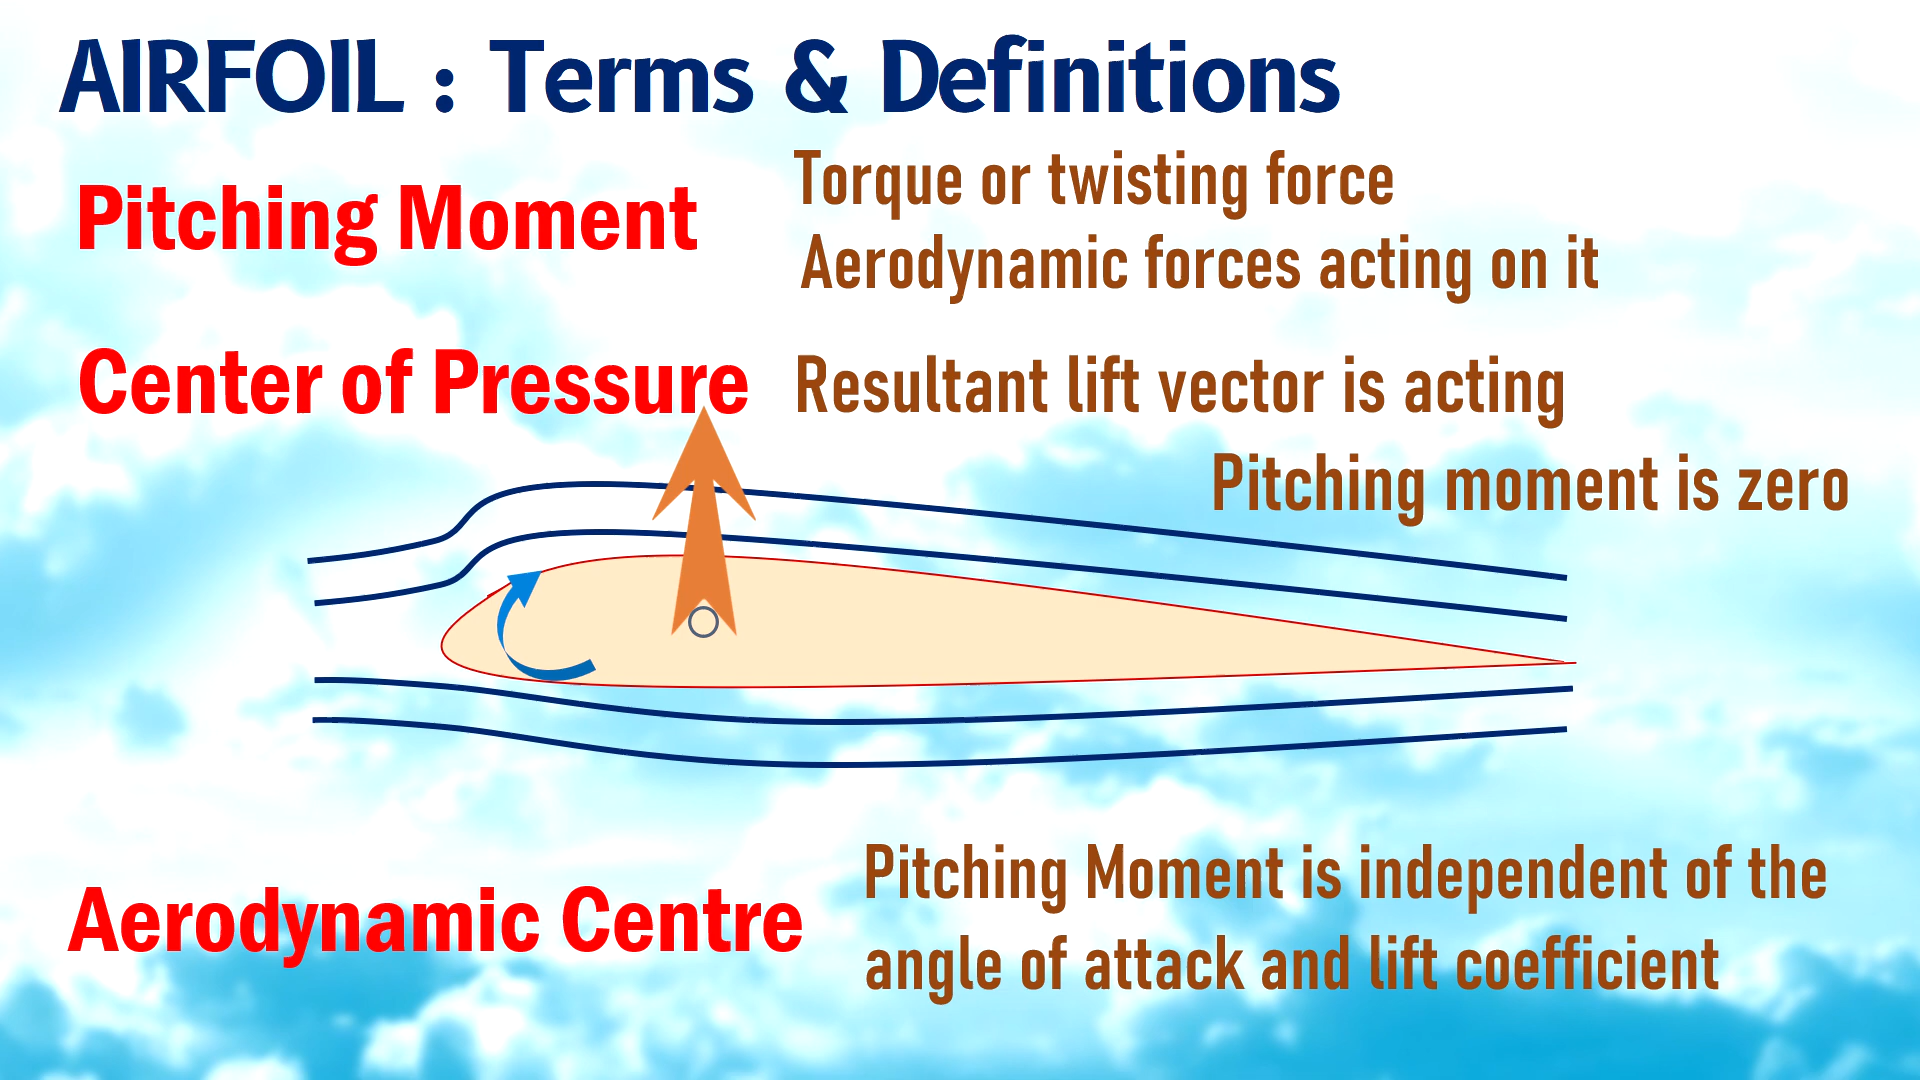 AIRFOIL : Terms & Definitions
Pitching Moment
Torque or twisting force
Aerodynamic forces acting on it
Center of Pressure
Resultant lift vector is acting
Pitching moment is zero
Aerodynamic Centre
Pitching Moment is independent of the
angle of attack and lift coefficient